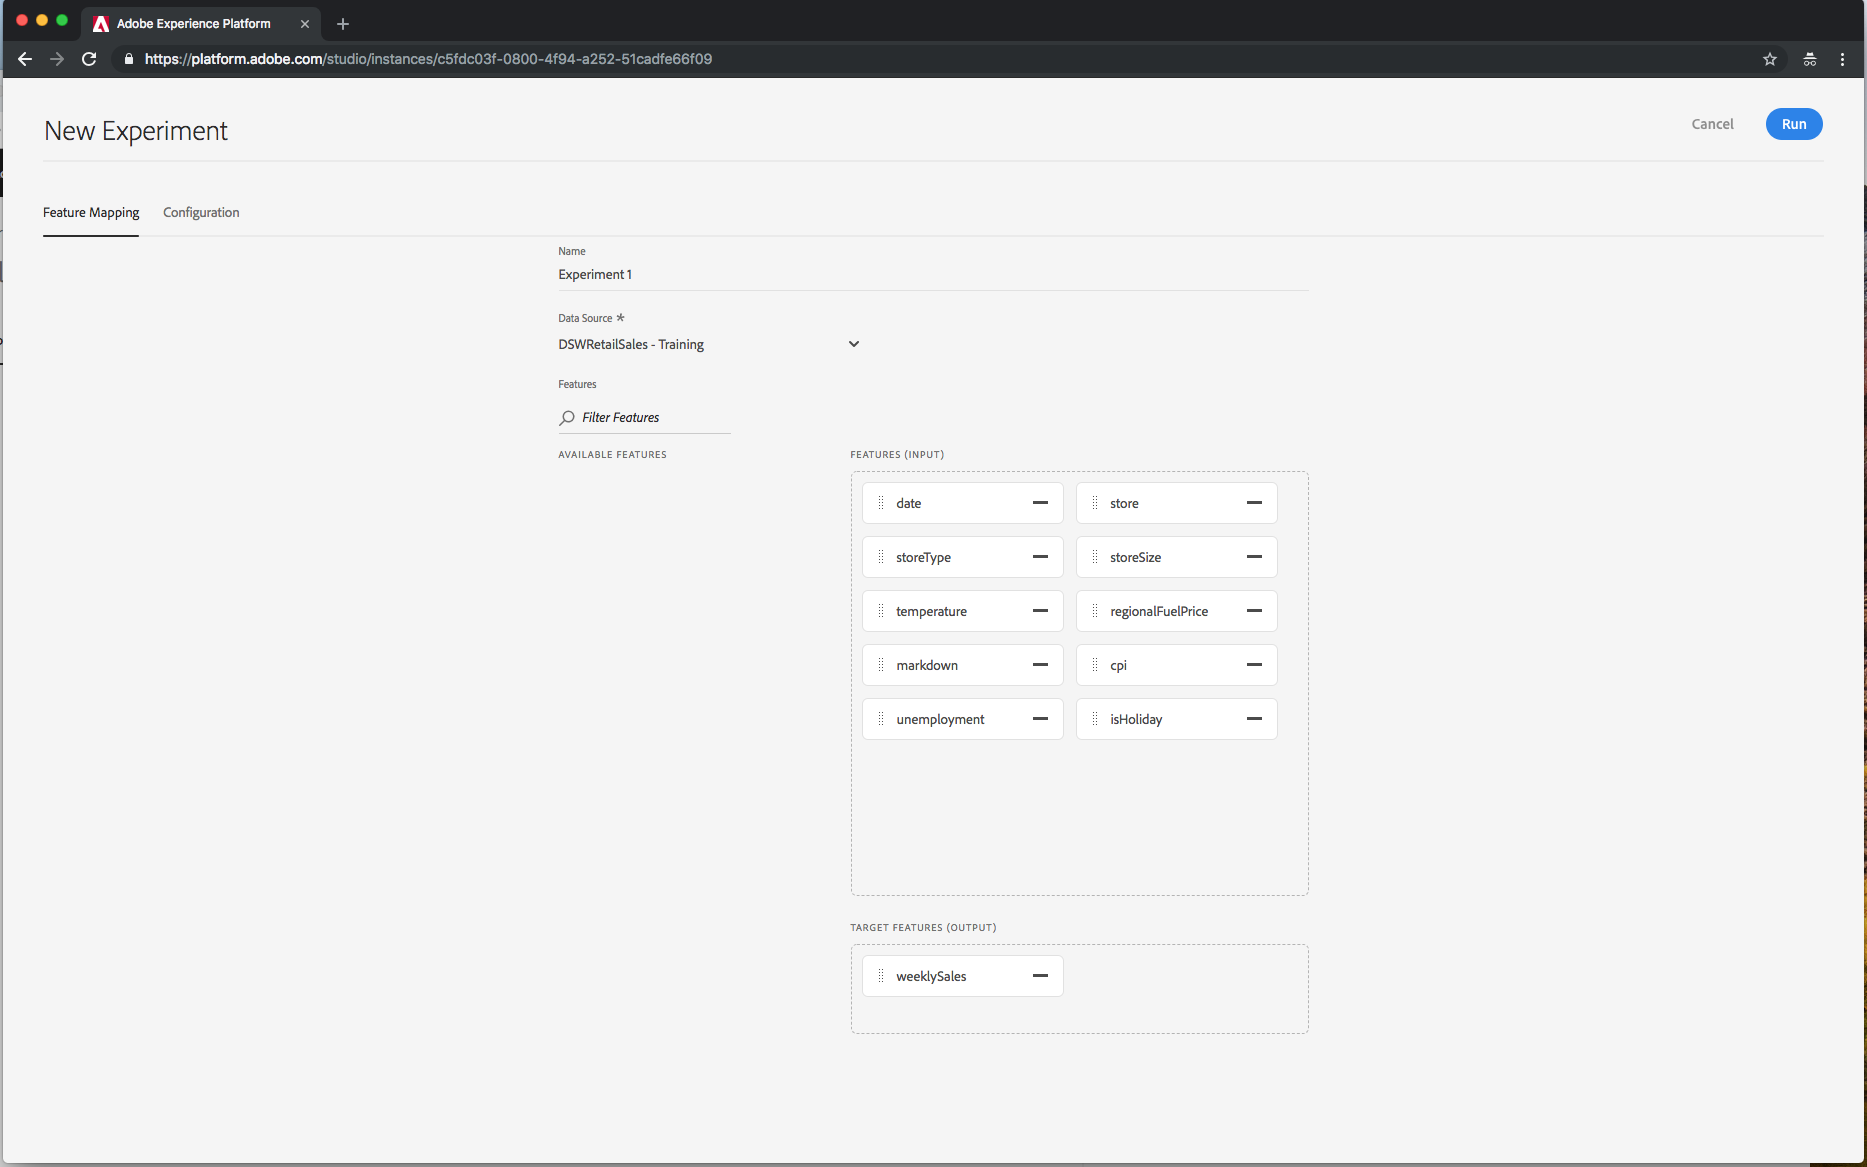 Adobe Experience Platform
https://platform.adobe.com/studio/instances/c5fdc03f-0800-4f94-a252-51cadfe66f09
New Experiment
Cancel
Run
Feature Mapping
Configuration
Name
Experiment 1
Data Source *
DSWRetailSales - Training
Features
Filter Features
AVAILABLE FEATURES
FEATURES (INPUT)
date
store
storeType
storeSize
temperature
regionalFuelPrice
markdown
cpi
unemployment
isHoliday
TARGET FEATURES (OUTPUT)
weeklySales